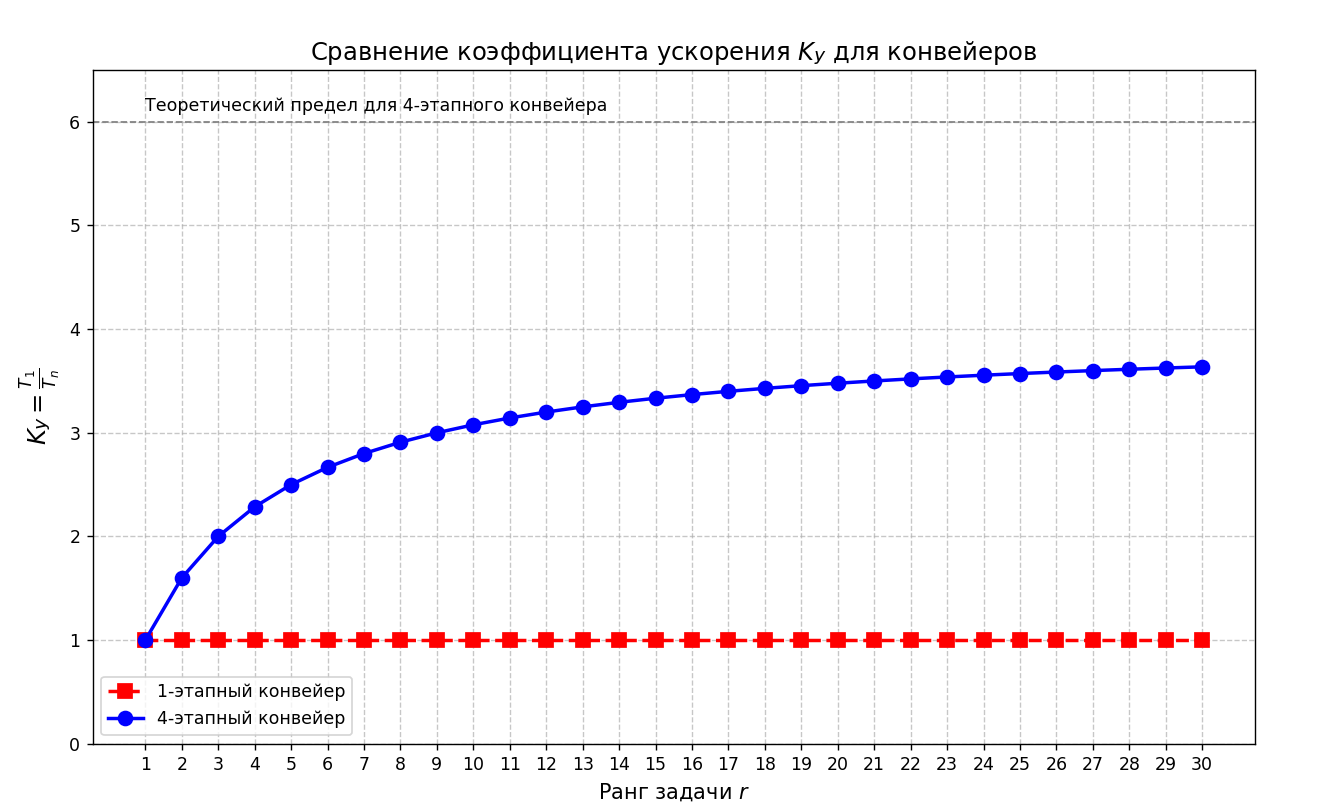 Сравнение коэффициента ускорения Kу для конвейеров
Теоретический предел для 4-этапного конвейера
6
5
4
3
2
1
0
Kу = T1/Tn
1-этапный конвейер
4-этапный конвейер
1 2 3 4 5 6 7 8 9 10 11 12 13 14 15 16 17 18 19 20 21 22 23 24 25 26 27 28 29 30
Ранг задачи r